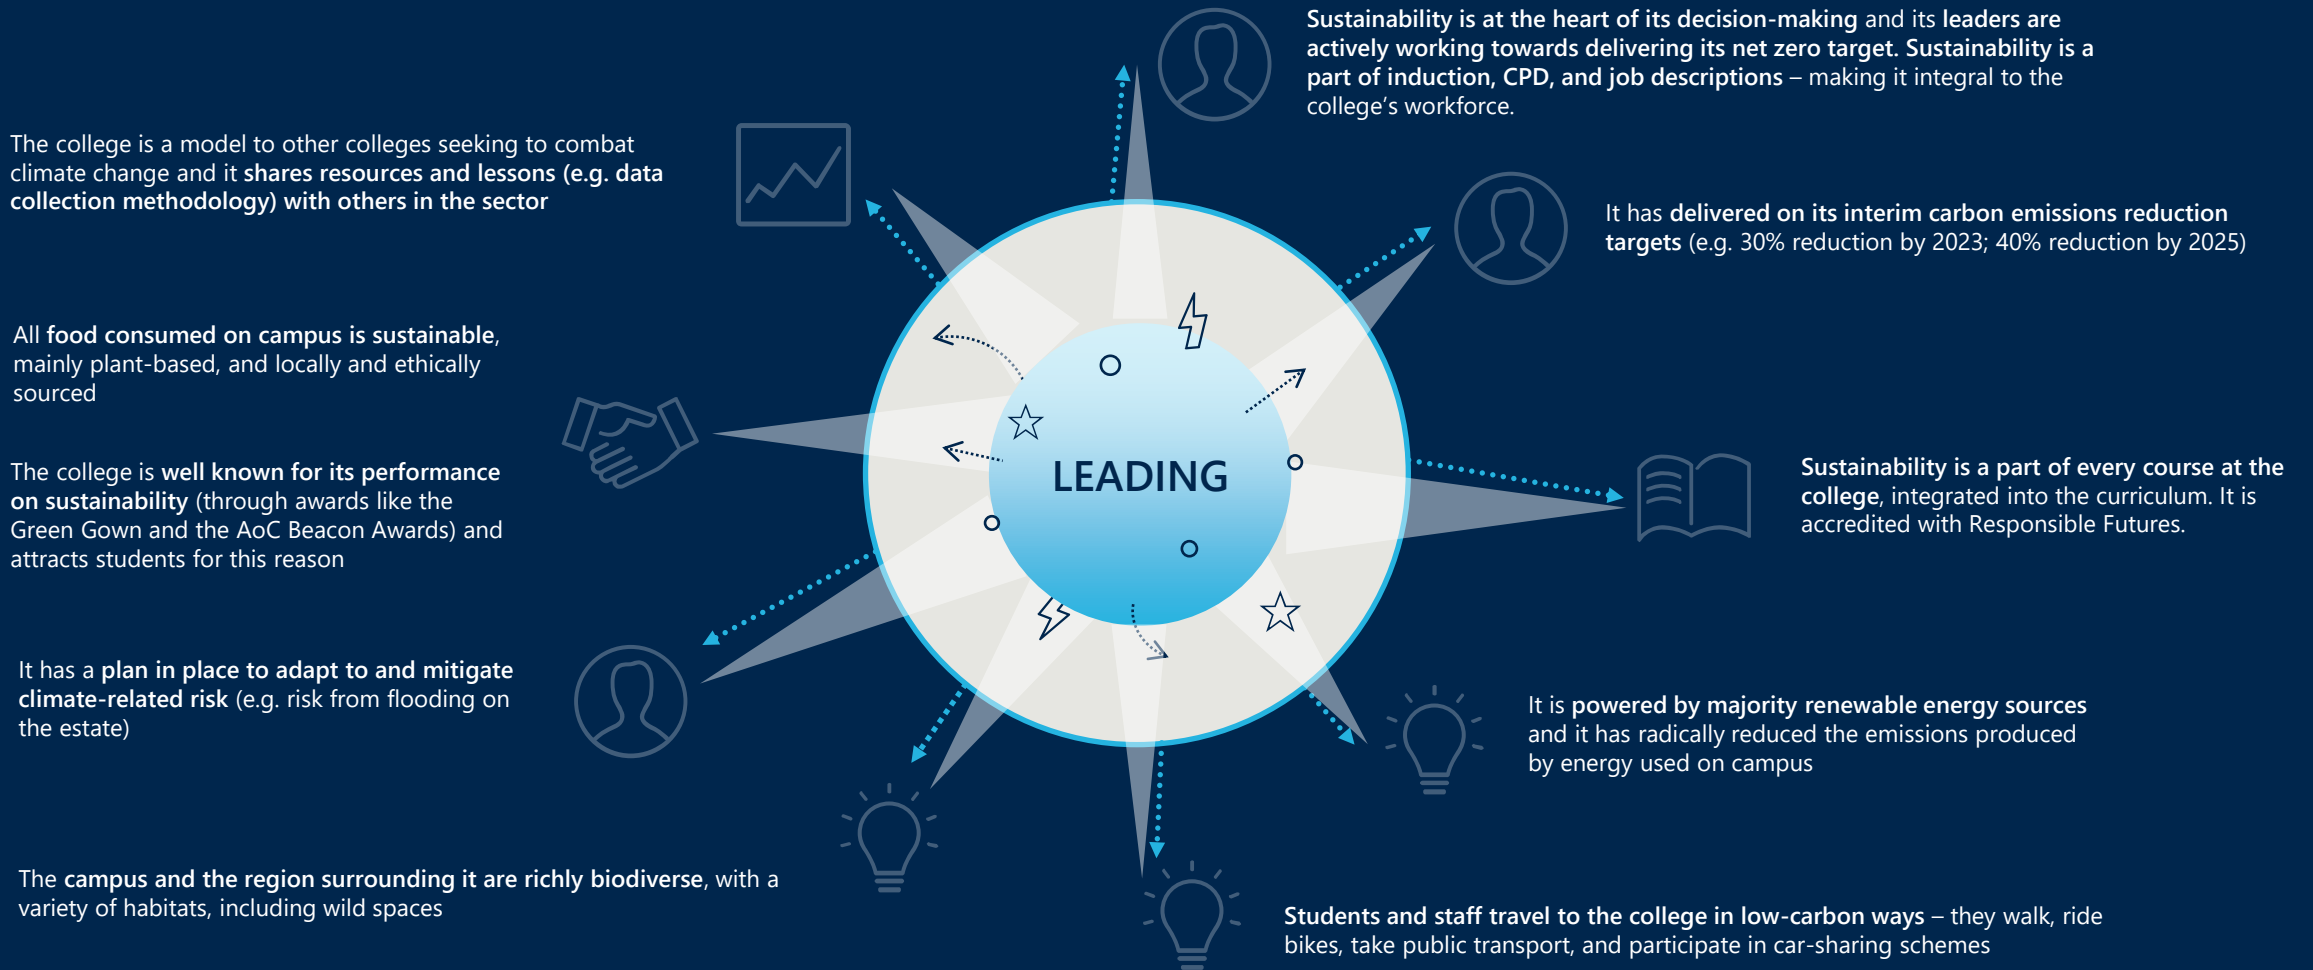 Sustainability is at the heart of its decision-making and its leaders are
actively working towards delivering its net zero target. Sustainability is a
part of induction, CPD, and job descriptions – making it integral to the
college’s workforce.
The college is a model to other colleges seeking to combat
climate change and it shares resources and lessons (e.g. data
collection methodology) with others in the sector
It has delivered on its interim carbon emissions reduction
targets (e.g. 30% reduction by 2023; 40% reduction by 2025)
All food consumed on campus is sustainable,
mainly plant-based, and locally and ethically
sourced
The college is well known for its performance
on sustainability (through awards like the
Green Gown and the AoC Beacon Awards) and
attracts students for this reason
LEADING
Sustainability is a part of every course at the
college, integrated into the curriculum. It is
accredited with Responsible Futures.
It has a plan in place to adapt to and mitigate
climate-related risk (e.g. risk from flooding on
the estate)
It is powered by majority renewable energy sources
and it has radically reduced the emissions produced
by energy used on campus
The campus and the region surrounding it are richly biodiverse, with a
variety of habitats, including wild spaces
Students and staff travel to the college in low-carbon ways – they walk, ride
bikes, take public transport, and participate in car-sharing schemes